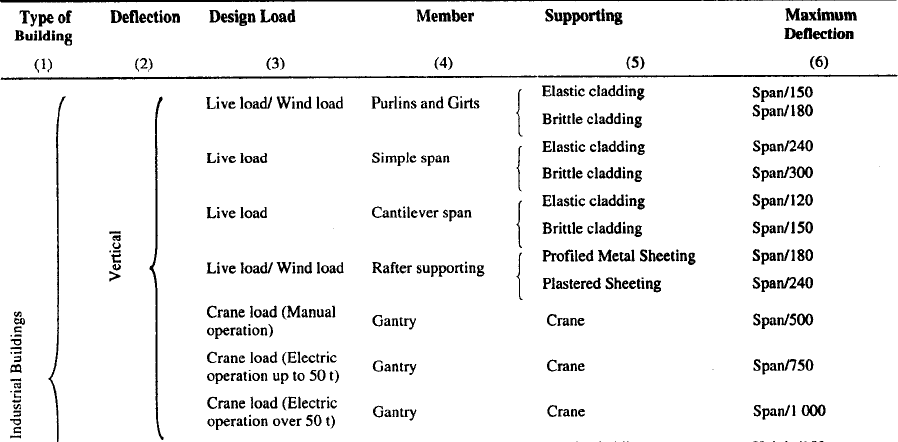 Type of Building Deflection Design Load Member Supporting Maximum Deflection
(1) (2) (3) (4) (5) (6)
Industrial Buildings
Vertical
Live load/ Wind load Purlins and Girts Elastic cladding Span/150
Brittle cladding Span/180
Live load Simple span Elastic cladding Span/240
Brittle cladding Span/300
Live load Cantilever span Elastic cladding Span/120
Brittle cladding Span/150
Live load/ Wind load Rafter supporting Profiled Metal Sheeting Span/180
Plastered Sheeting Span/240
Crane load (Manual operation) Gantry Crane Span/500
Crane load (Electric operation up to 50 t) Gantry Crane Span/750
Crane load (Electric operation over 50 t) Gantry Crane Span/1 000